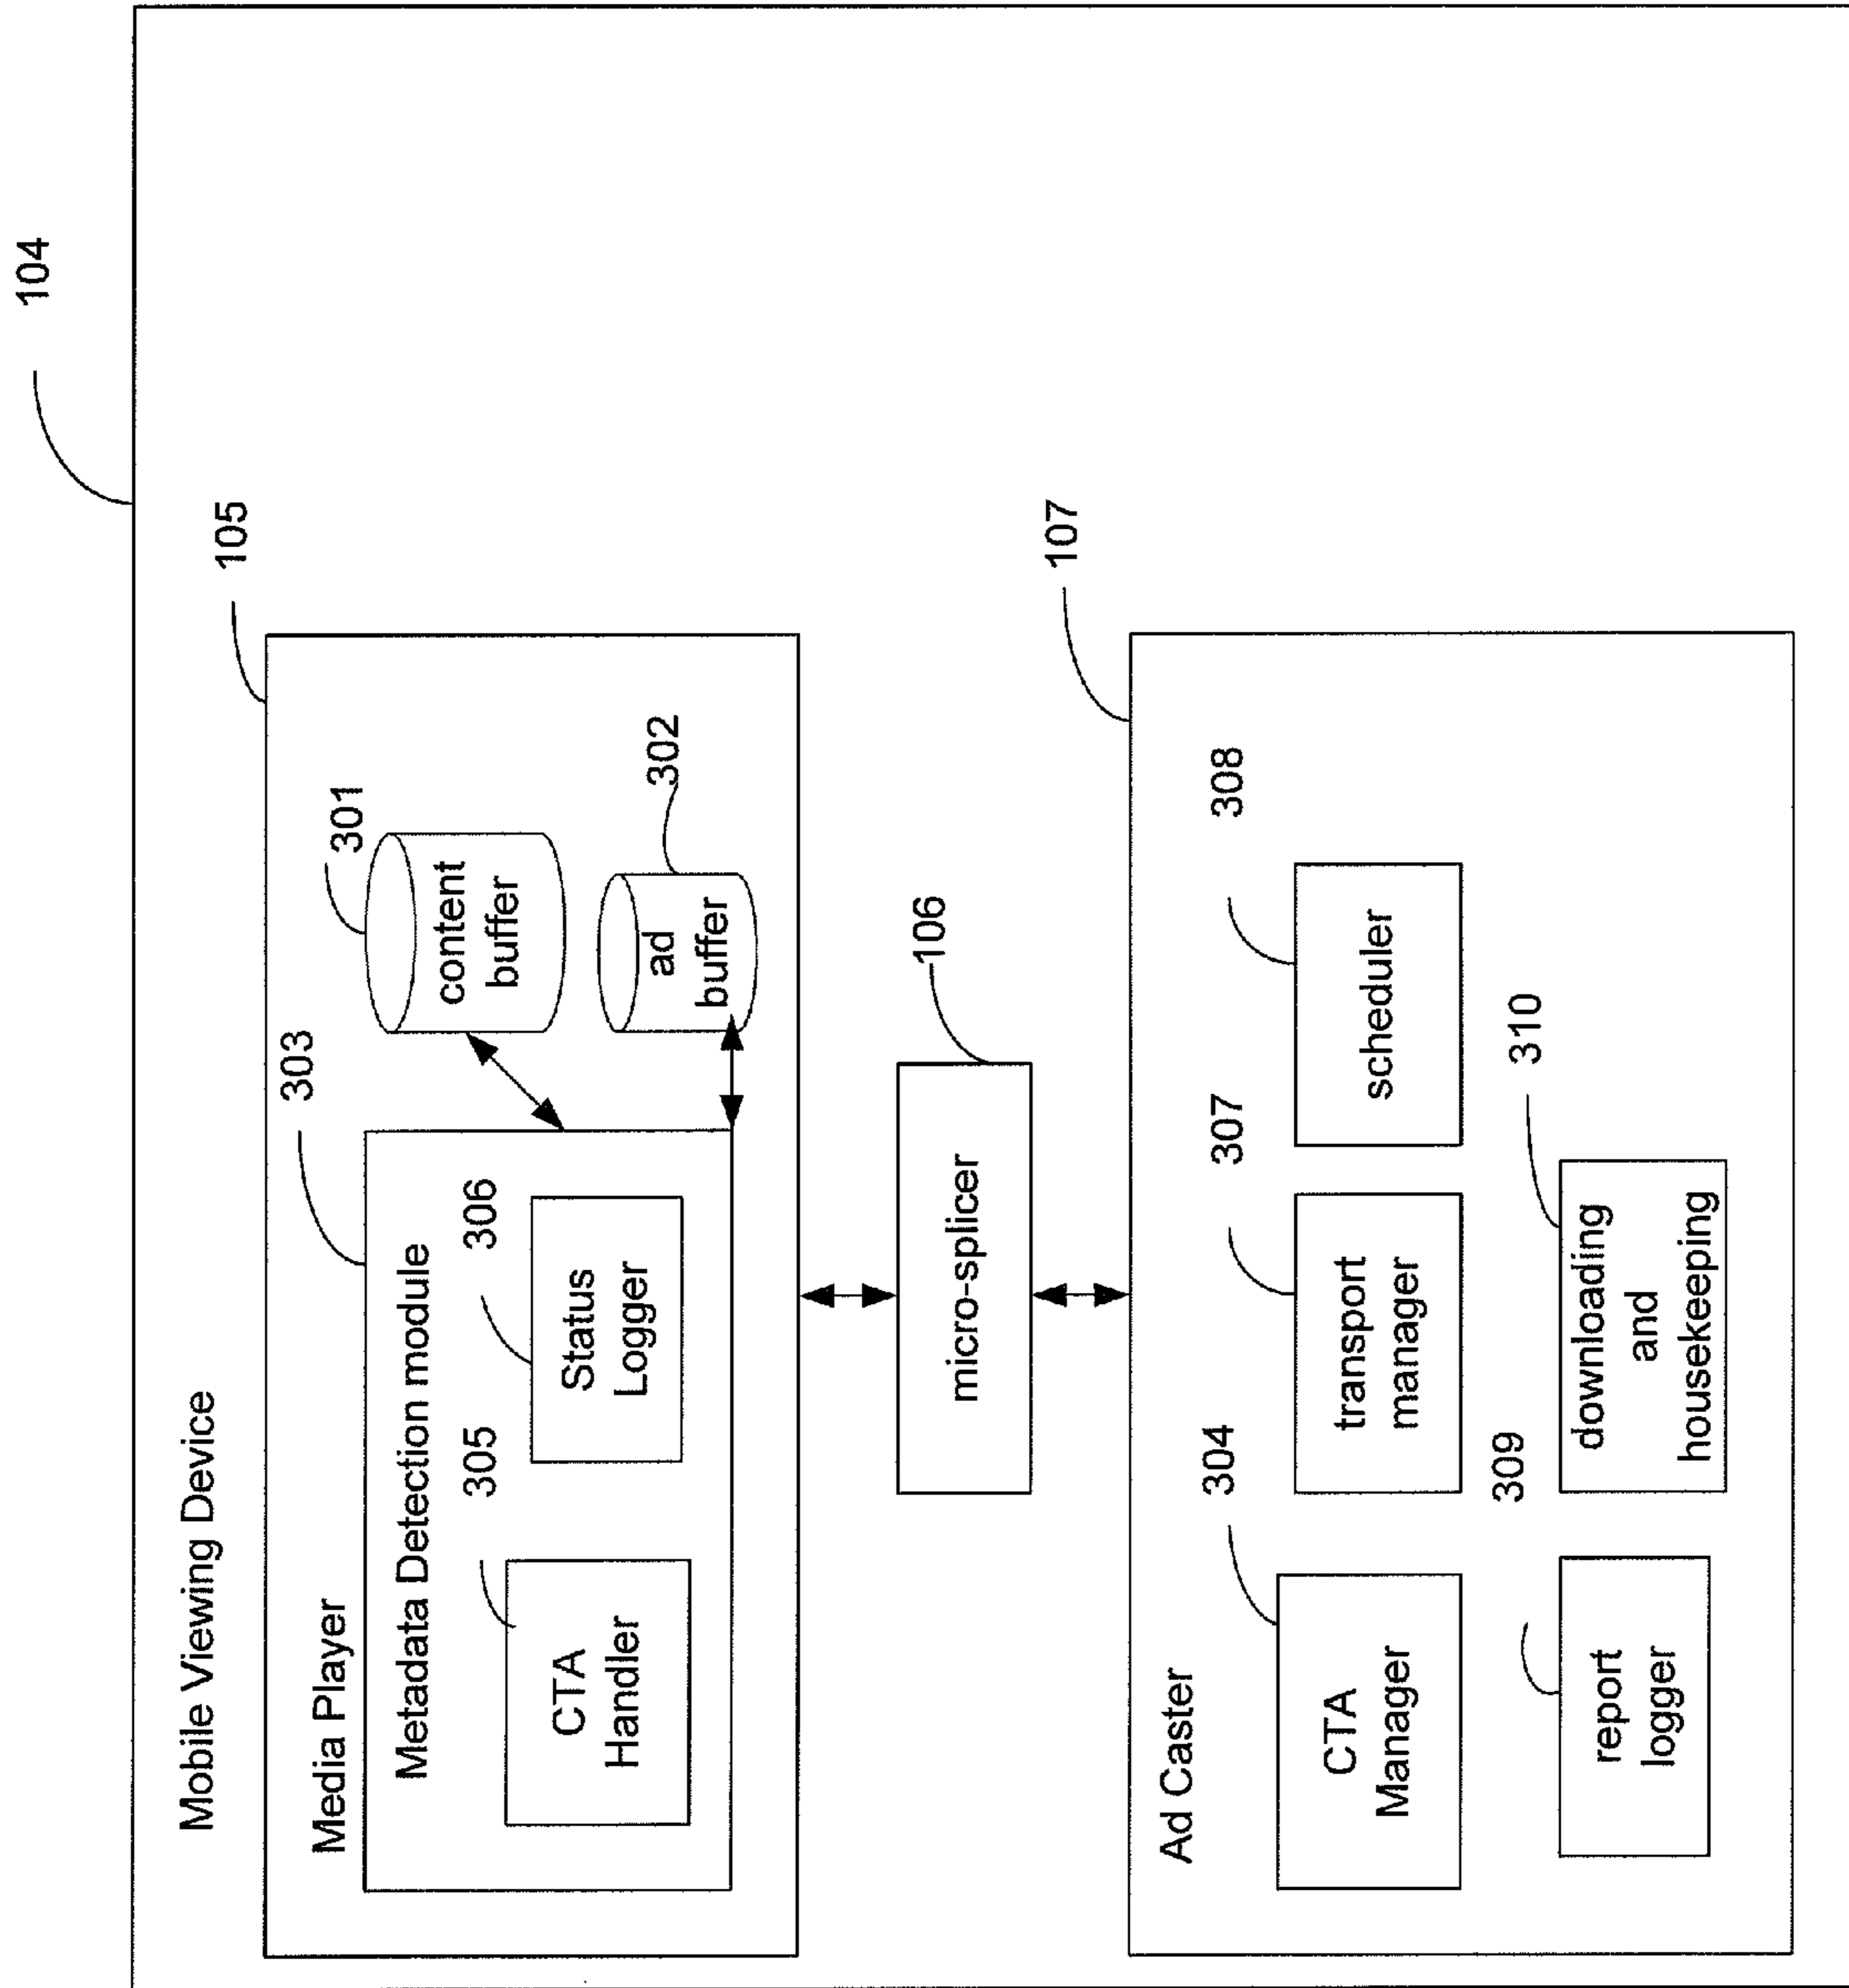 104
Mobile Viewing Device
105
Media Player
303
301
Metadata Detection module
305
306
CTA
Handler
Status
Logger
content
buffer
302
ad
buffer
106
micro-splicer
107
Ad Caster
304
307
308
CTA
Manager
transport
manager
scheduler
309
310
report
logger
downloading
and
housekeeping